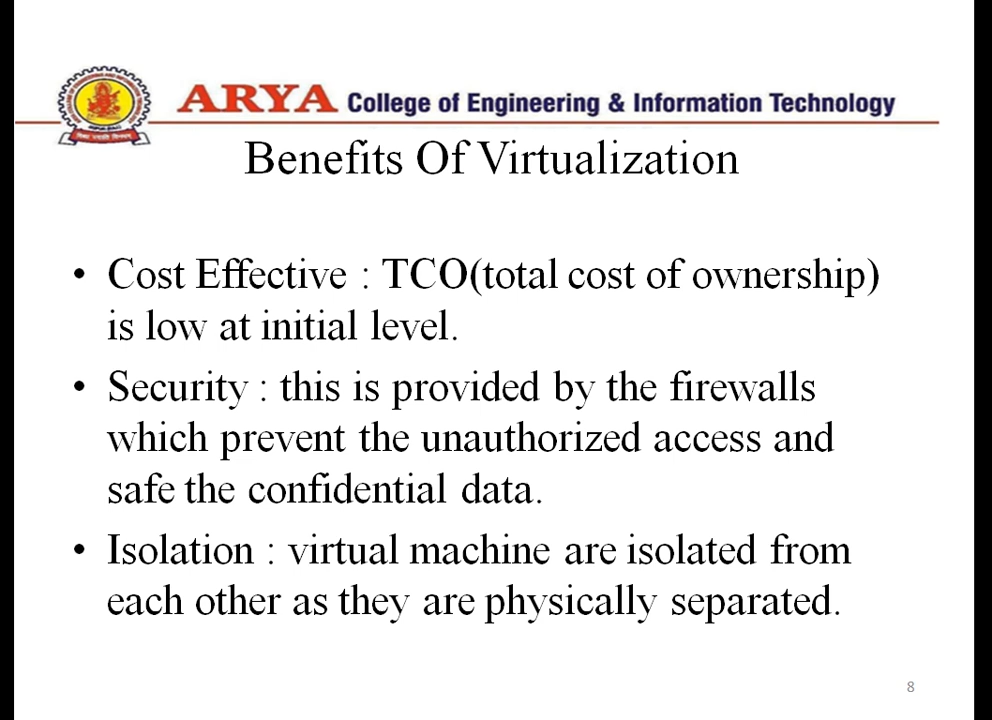 ARYA College of Engineering & Information Technology
Benefits Of Virtualization
• Cost Effective : TCO(total cost of ownership)
is low at initial level.
• Security : this is provided by the firewalls
which prevent the unauthorized access and
safe the confidential data.
• Isolation : virtual machine are isolated from
each other as they are physically separated.
8